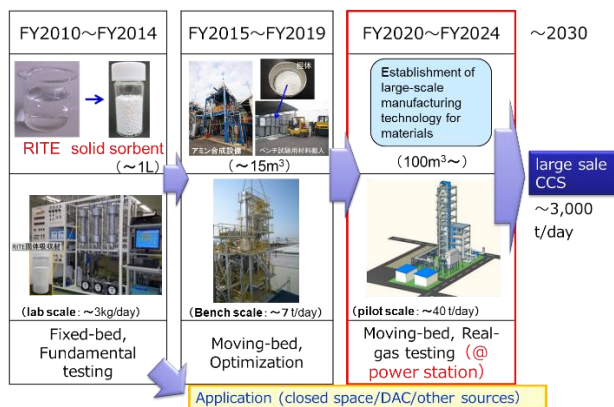 FY2010～FY2014
FY2015～FY2019
FY2020～FY2024
～2030
RITE solid sorbent
(～1L)
担体
アミン合成設備
ベンチ試験用材料搬入
(～15m³)
Establishment of
large-scale
manufacturing
technology for
materials
(100m³～)
large sale
CCS
～3,000
t/day
RITE固体吸収材
(lab scale: ～3kg/day)
(Bench scale: ～7 t/day)
(pilot scale: ～40 t/day)
Fixed-bed,
Fundamental
testing
Moving-bed,
Optimization
Moving-bed, Real-
gas testing (@
power station)
Application (closed space/DAC/other sources)